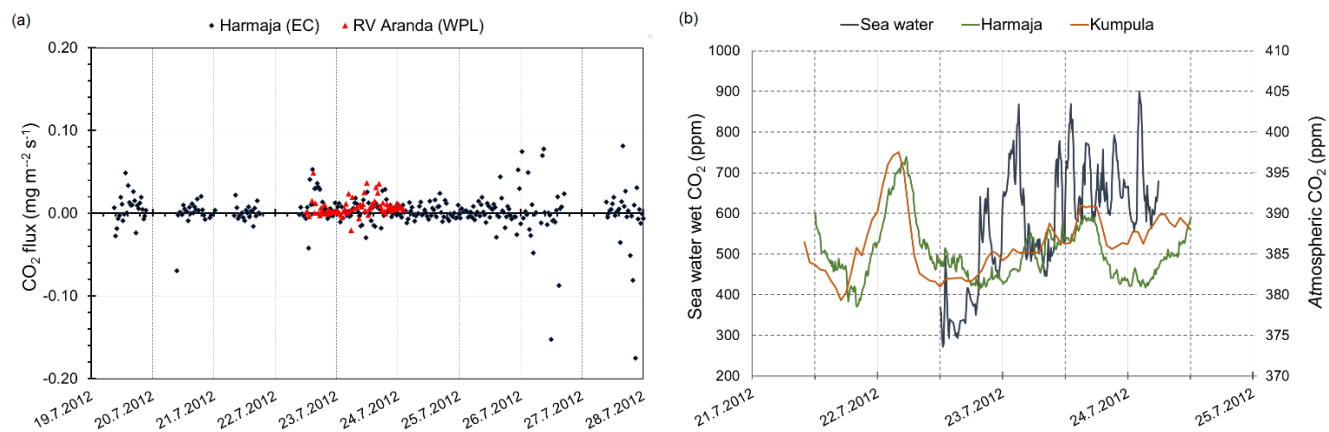 (a)
Harmaja (EC) RV Aranda (WPL)
CO₂ flux (mg m⁻⁻² s⁻¹)
0.20
0.10
0.00
-0.10
-0.20
19.7.2012 20.7.2012 21.7.2012 22.7.2012 23.7.2012 24.7.2012 25.7.2012 26.7.2012 27.7.2012 28.7.2012
(b)
Sea water Harmaja Kumpula
Sea water wet CO₂ (ppm)
1000
900
800
700
600
500
400
300
200
410
405
400
395
390
385
380
375
370
Atmospheric CO₂ (ppm)
21.7.2012 22.7.2012 23.7.2012 24.7.2012 25.7.2012